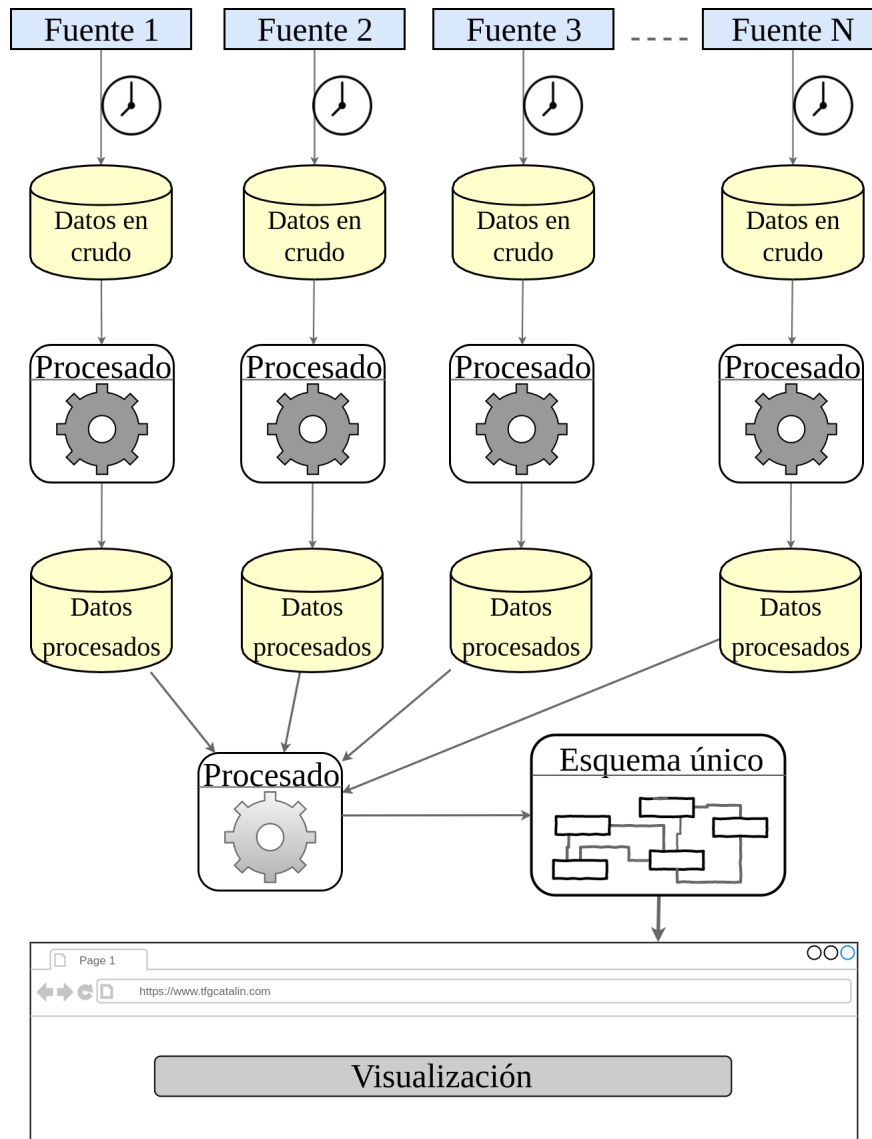 Fuente 1
Fuente 2
Fuente 3
Fuente N
Datos en
crudo
Datos en
crudo
Datos en
crudo
Datos en
crudo
Procesado
Procesado
Procesado
Procesado
Datos
procesados
Datos
procesados
Datos
procesados
Datos
procesados
Procesado
Esquema único
Page 1
https://www.tfgcatalin.com
Visualización